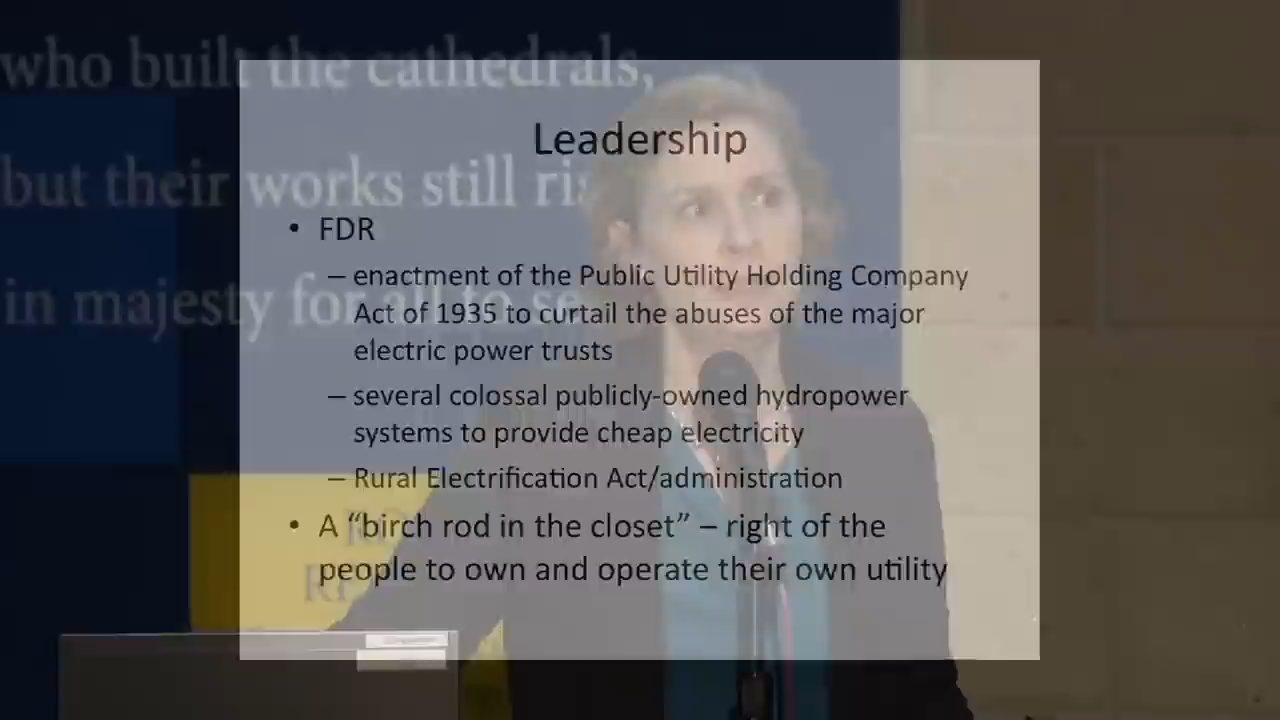 who built the cathedrals,
Leadership
but their works still
• FDR
– enactment of the Public Utility Holding Company
in majesty for all to se
Act of 1935 to curtail the abuses of the major
electric power trusts
– several colossal publicly-owned hydropower
systems to provide cheap electricity
– Rural Electrification Act/administration
• A “birch rod in the closet” – right of the
people to own and operate their own utility